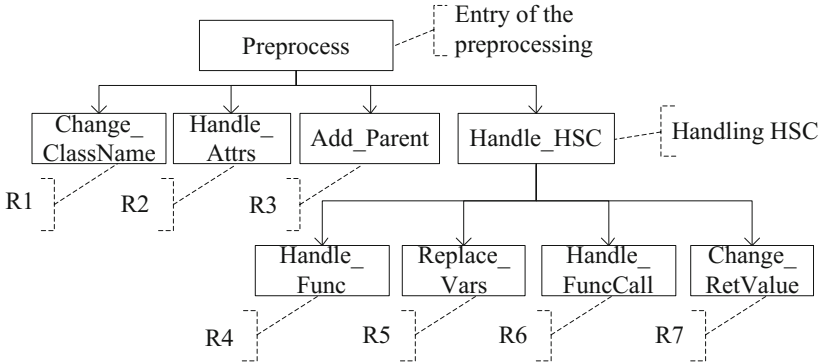 Preprocess
Entry of the
preprocessing
Change_
ClassName
Handle_
Attrs
Add_Parent
Handle_HSC
Handling HSC
R1
R2
R3
Handle_
Func
Replace_
Vars
Handle_
FuncCall
Change_
RetValue
R4
R5
R6
R7